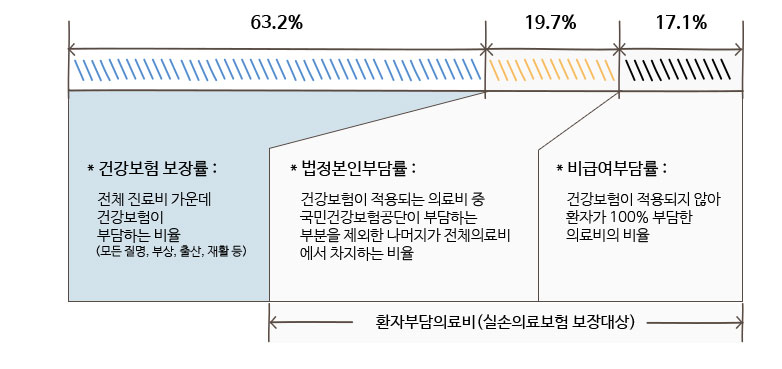 63.2%
19.7%
17.1%
* 건강보험 보장률 :
전체 진료비 가운데
건강보험이
부담하는 비율
(모든 질명, 부상, 출산, 재활 등)
* 법정본인부담률 :
건강보험이 적용되는 의료비 중
국민건강보험공단이 부담하는
부분을 제외한 나머지가 전체의료비
에서 차지하는 비율
* 비급여부담률 :
건강보험이 적용되지 않아
환자가 100% 부담한
의료비의 비율
환자부담의료비(실손의료보험 보장대상)